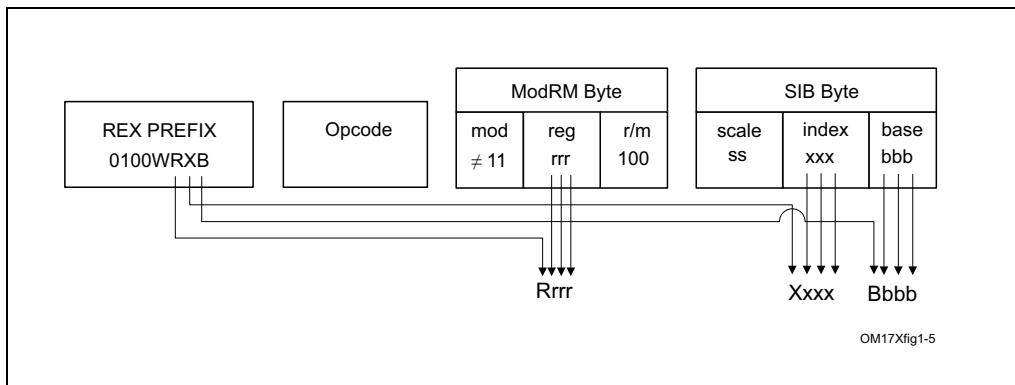 REX PREFIX
0100WRXB
Opcode
ModRM Byte
mod
≠ 11
reg
rrr
r/m
100
SIB Byte
scale
ss
index
xxx
base
bbb
Rrrr
Xxxx
Bbbb
OM17Xfig1-5